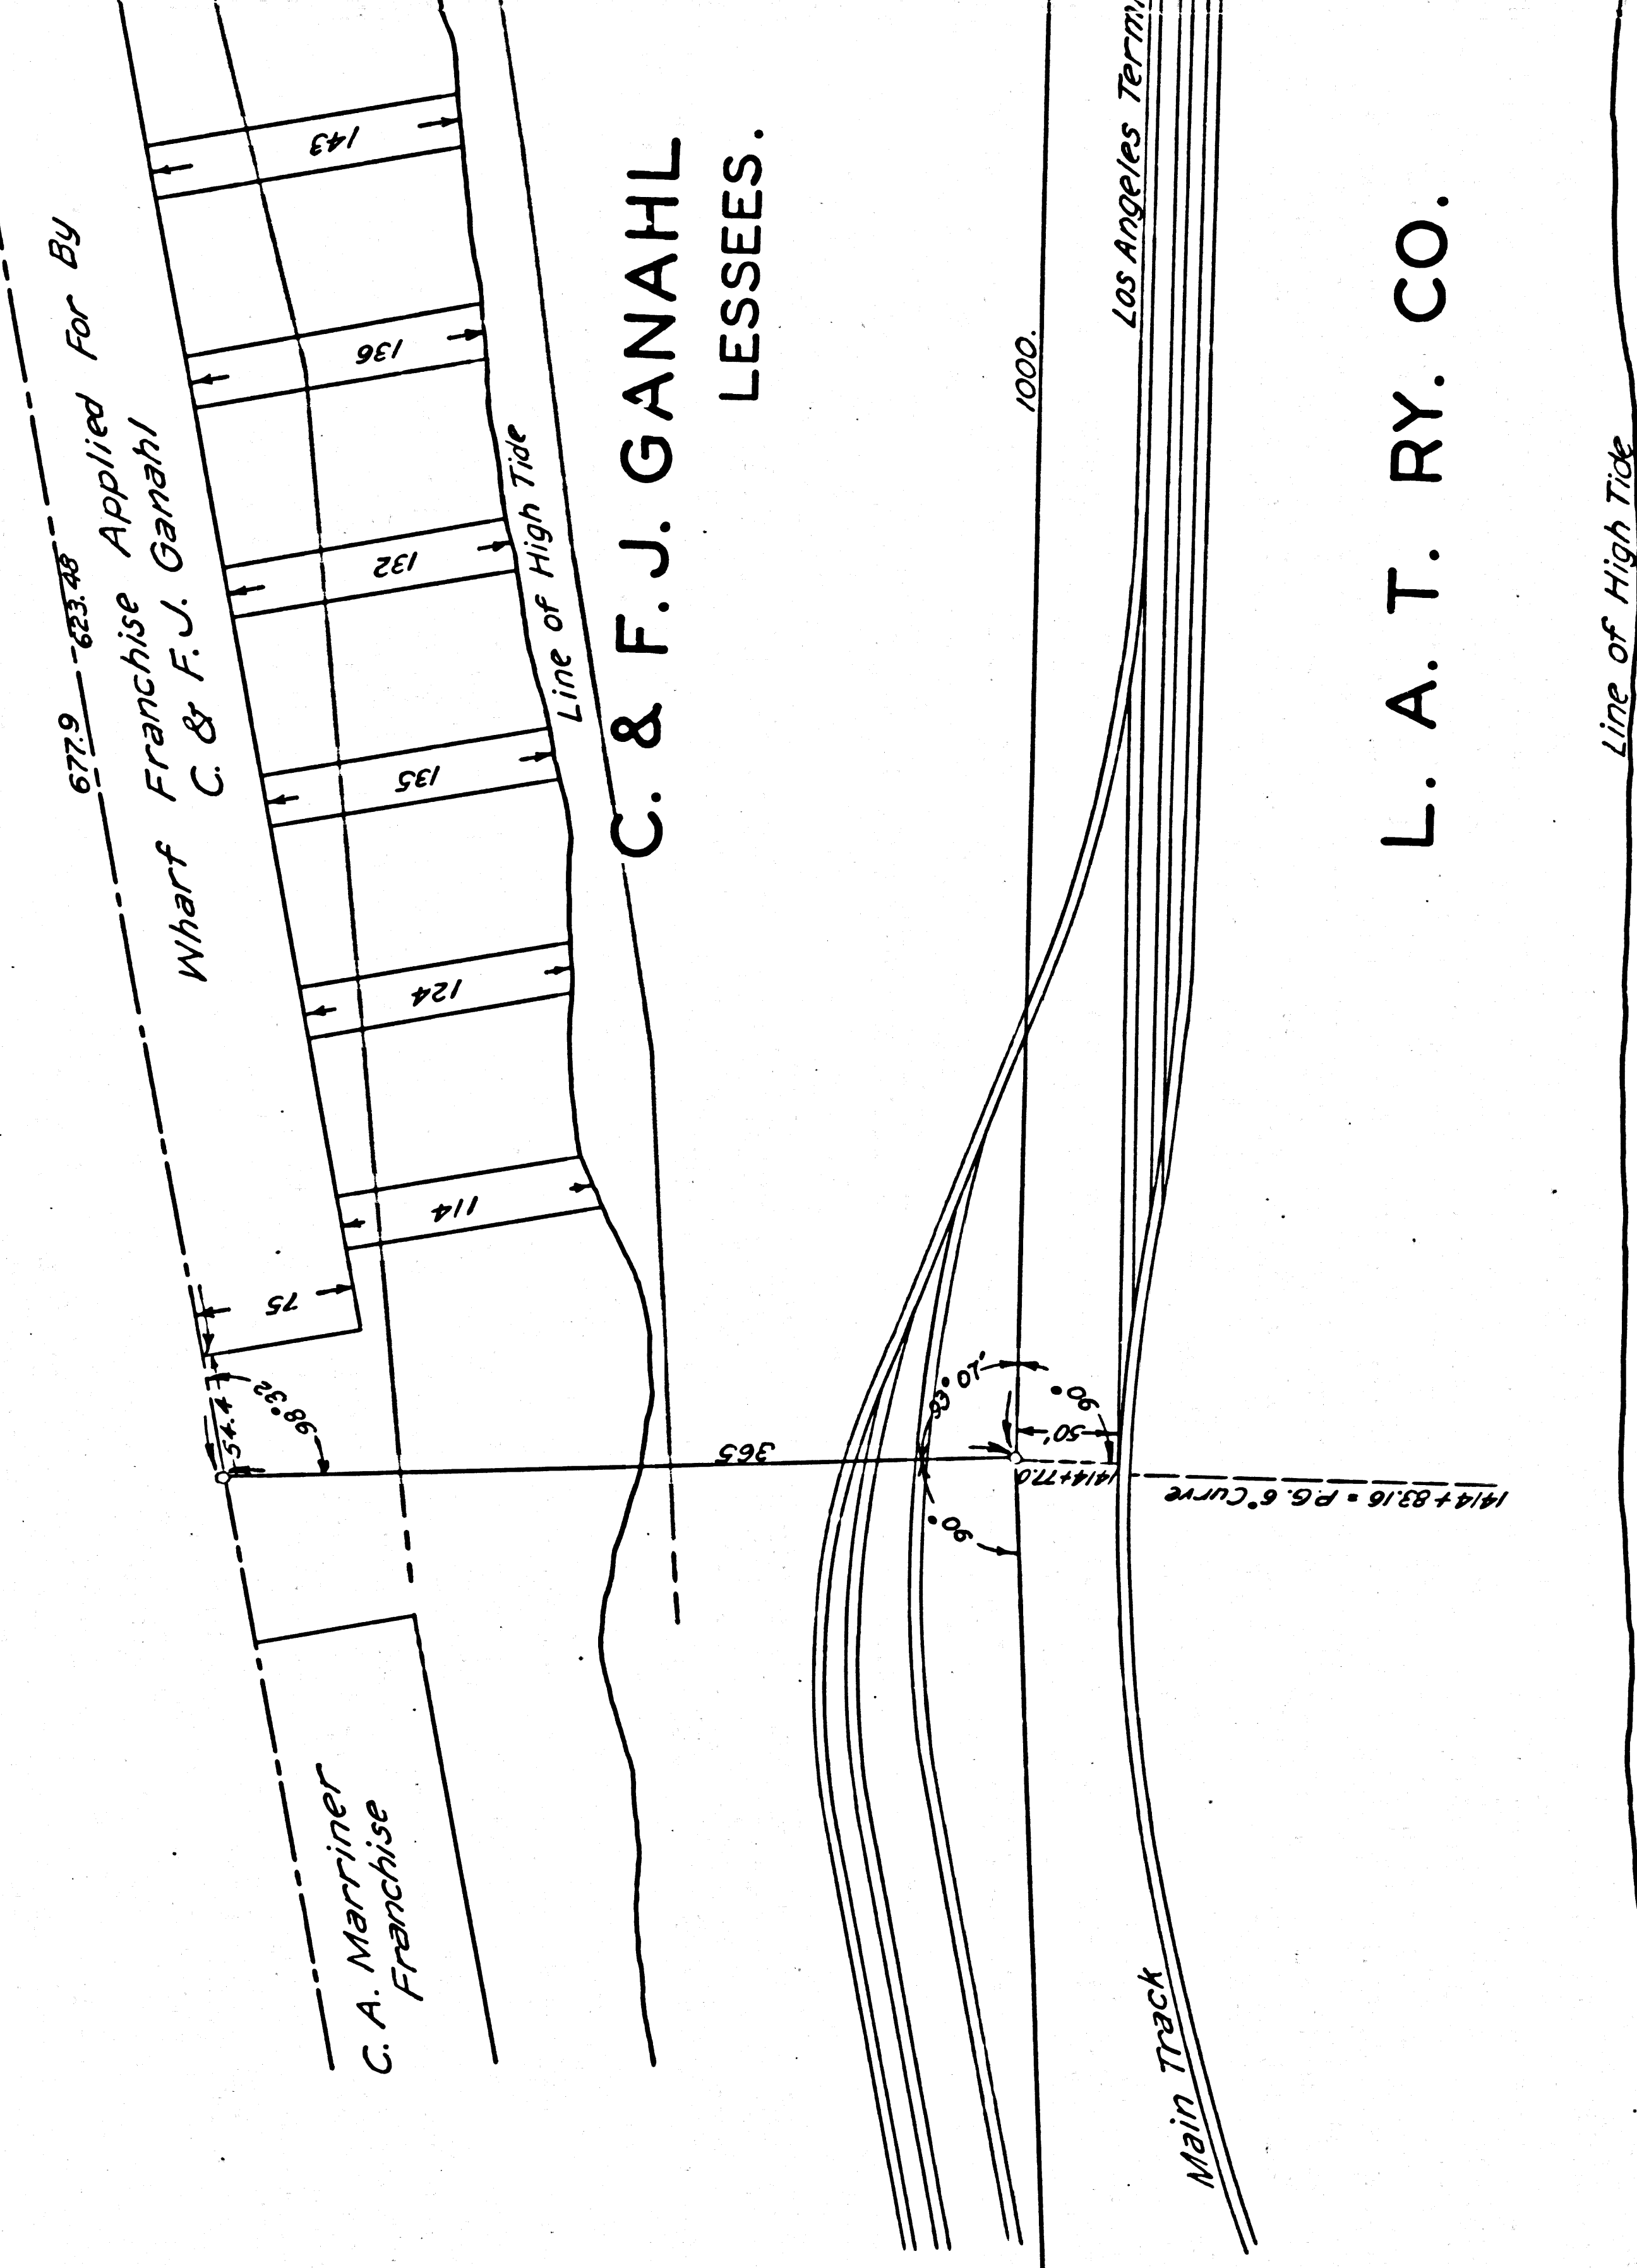 677.9
623.48
Wharf Franchise Applied For By
C. & F. J. Ganahl
143
136
132
135
124
114
75
54.4
98°32
Line of High Tide
C. & F. J. GANAHL
LESSEES.
C. A. Marriner
Franchise
365
1000.
93°07'
90°
90°
50'
1414+77.0
1414+83.16 = P.C. 6° Curve
Los Angeles Termi
Main Track
L. A. T. RY. CO.
Line of High Tide